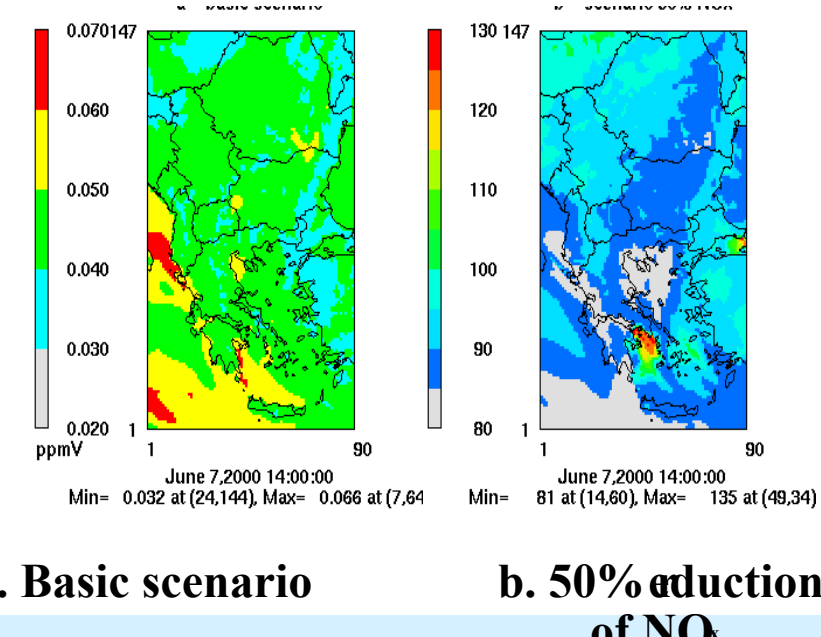 0.070 147
0.060
0.050
0.040
0.030
0.020 1
ppmV 1 90
June 7,2000 14:00:00
Min= 0.032 at (24,144), Max= 0.066 at (7,64
130 147
120
110
100
90
80 1
1 90
June 7,2000 14:00:00
Min= 81 at (14,60), Max= 135 at (49,34)
. Basic scenario
b. 50% reduction
of NOx